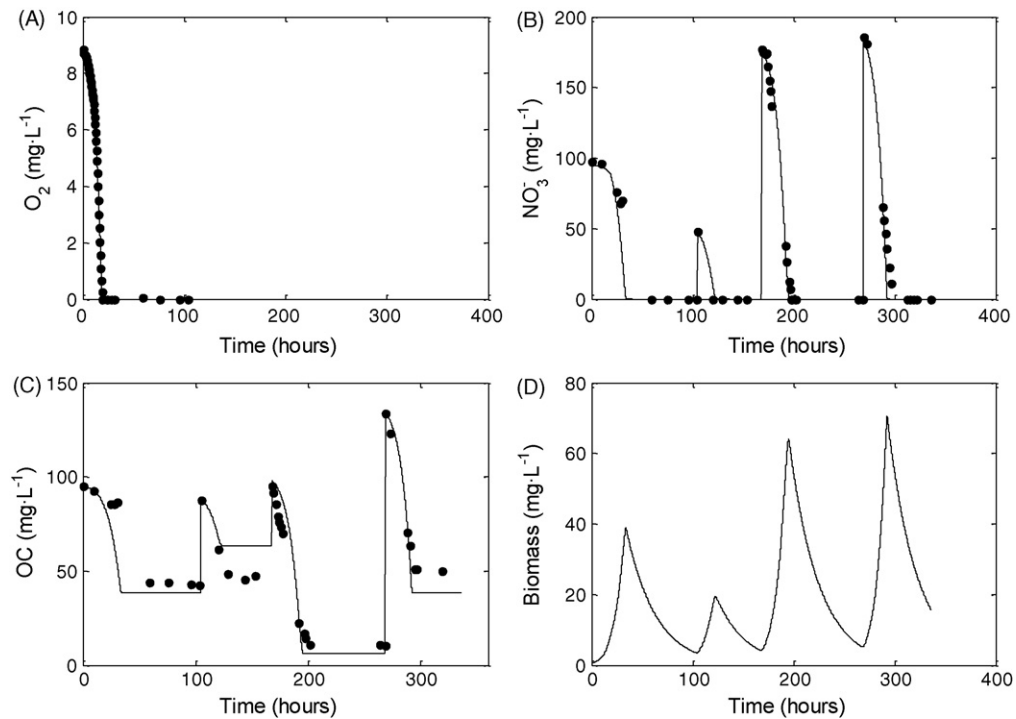 (A)
10
8
6
4
2
0
O2 (mg·L-1)
0 100 200 300 400
Time (hours)
(B)
200
150
100
50
0
NO3- (mg·L-1)
0 100 200 300 400
Time (hours)
(C)
150
100
50
0
OC (mg·L-1)
0 100 200 300
Time (hours)
(D)
80
60
40
20
0
Biomass (mg·L-1)
0 100 200 300 400
Time (hours)